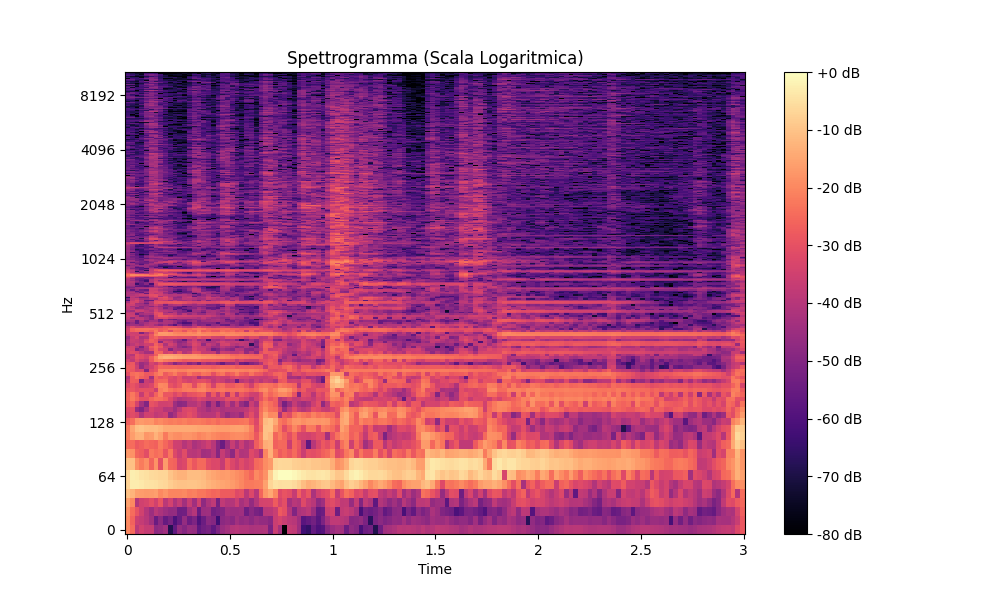 Spettrogramma (Scala Logaritmica)
8192
4096
2048
1024
512
256
128
64
0
Hz
0
0.5
1
1.5
2
2.5
3
Time
+0 dB
-10 dB
-20 dB
-30 dB
-40 dB
-50 dB
-60 dB
-70 dB
-80 dB